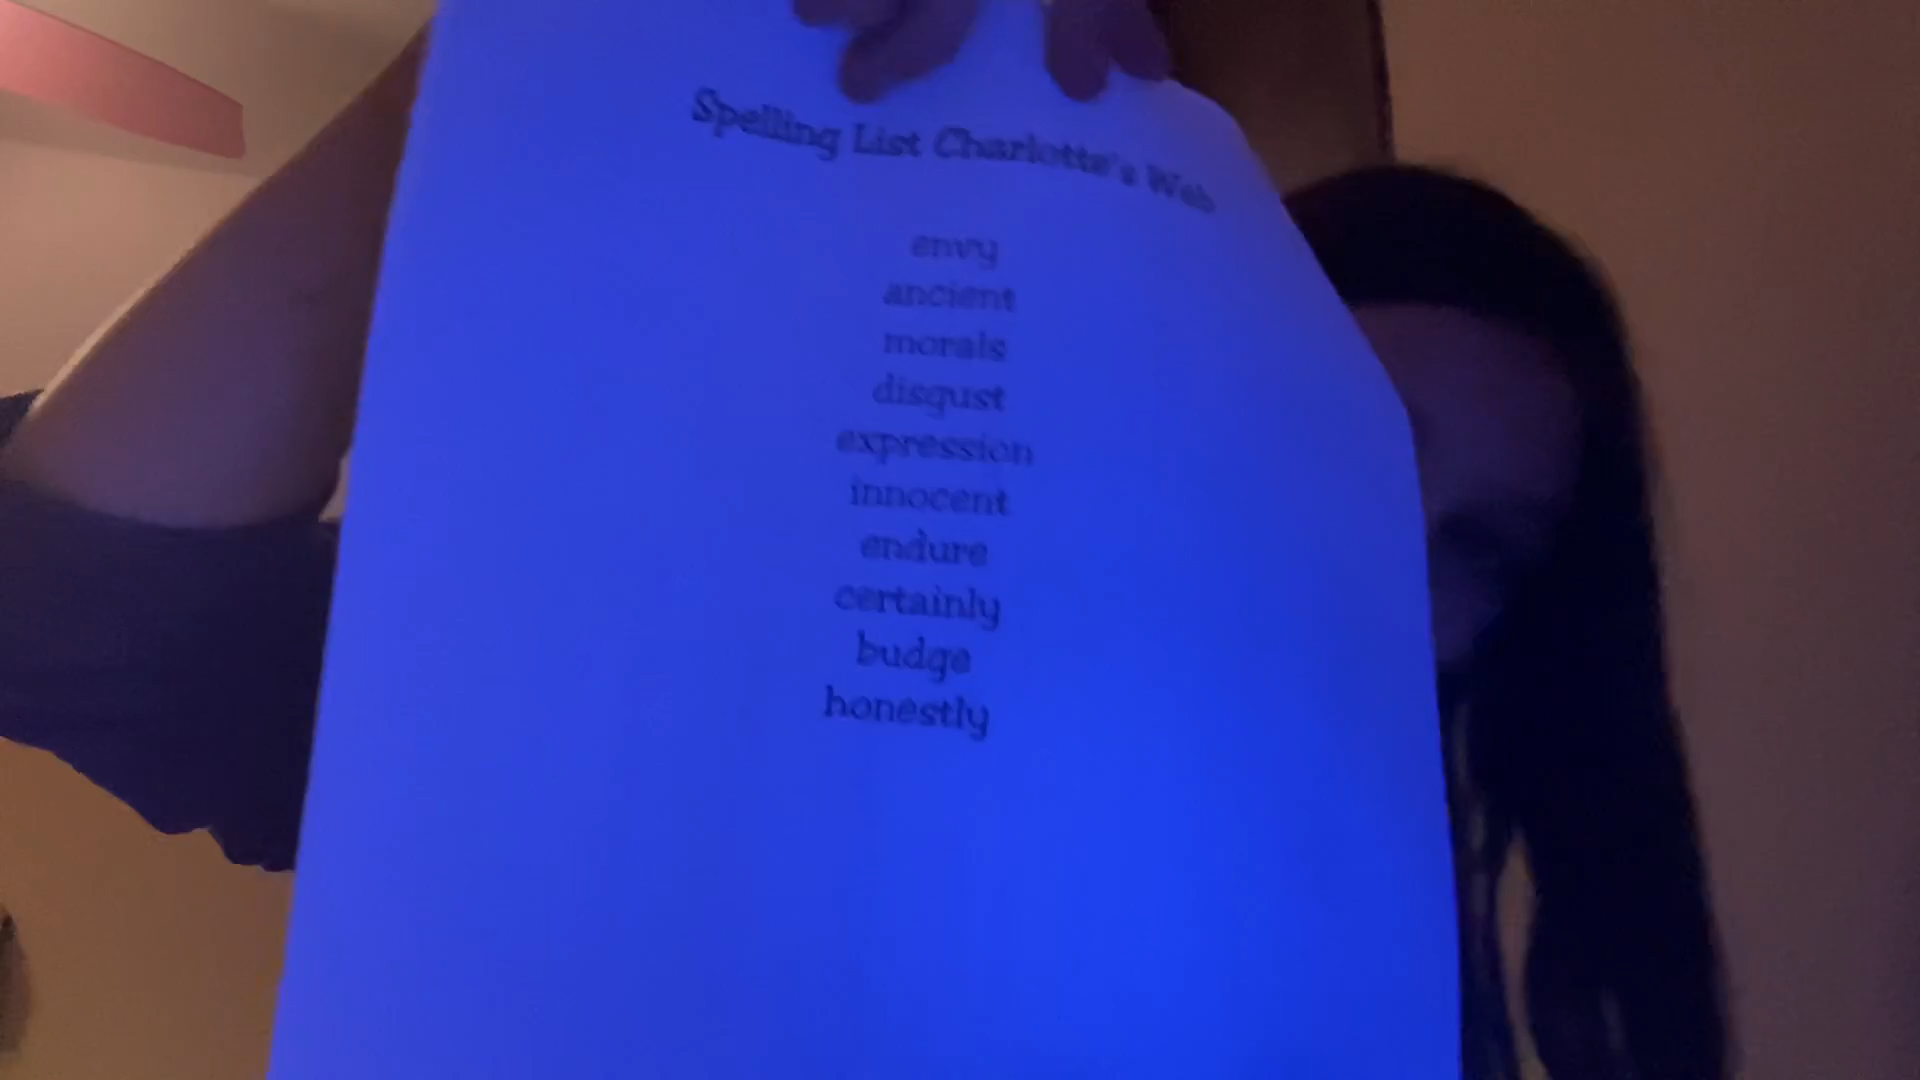 Spelling List Charlotte's Web
envy
ancient
morals
disgust
expression
innocent
endure
certainly
budge
honestly